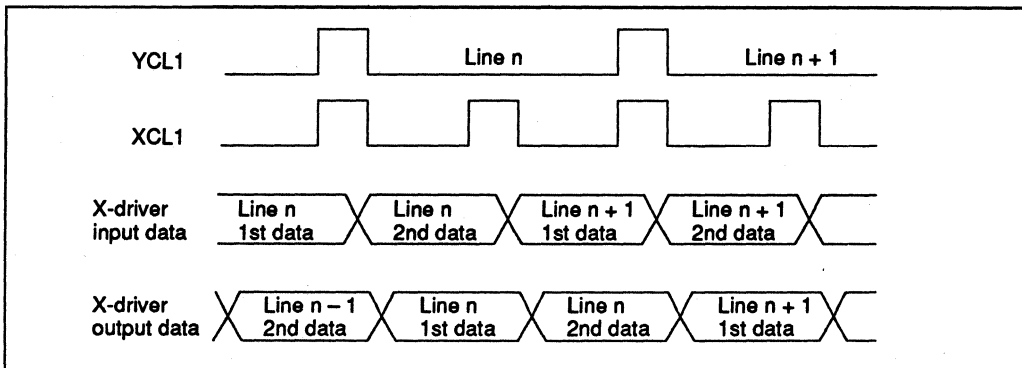 YCL1
Line n
Line n + 1
XCL1
X-driver
input data
Line n
1st data
Line n
2nd data
Line n + 1
1st data
Line n + 1
2nd data
X-driver
output data
Line n – 1
2nd data
Line n
1st data
Line n
2nd data
Line n + 1
1st data